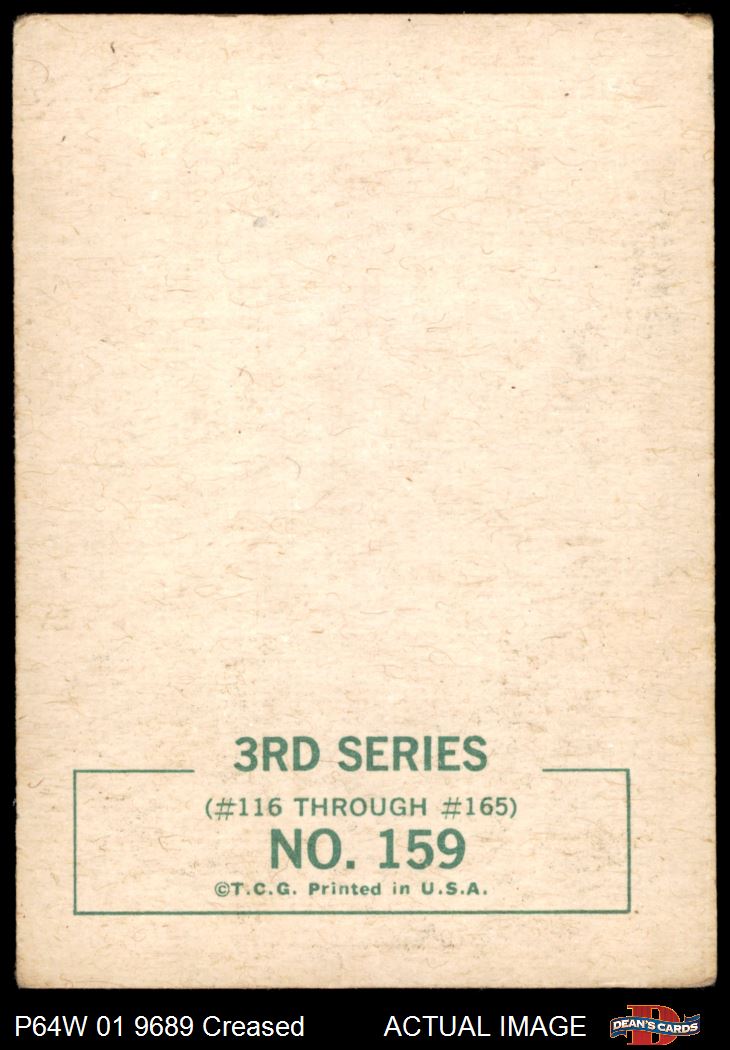 3RD SERIES
(#116 THROUGH #165)
NO. 159
©T.C.G. Printed in U.S.A.
P64W 01 9689 Creased ACTUAL IMAGE DEAN'S CARDS